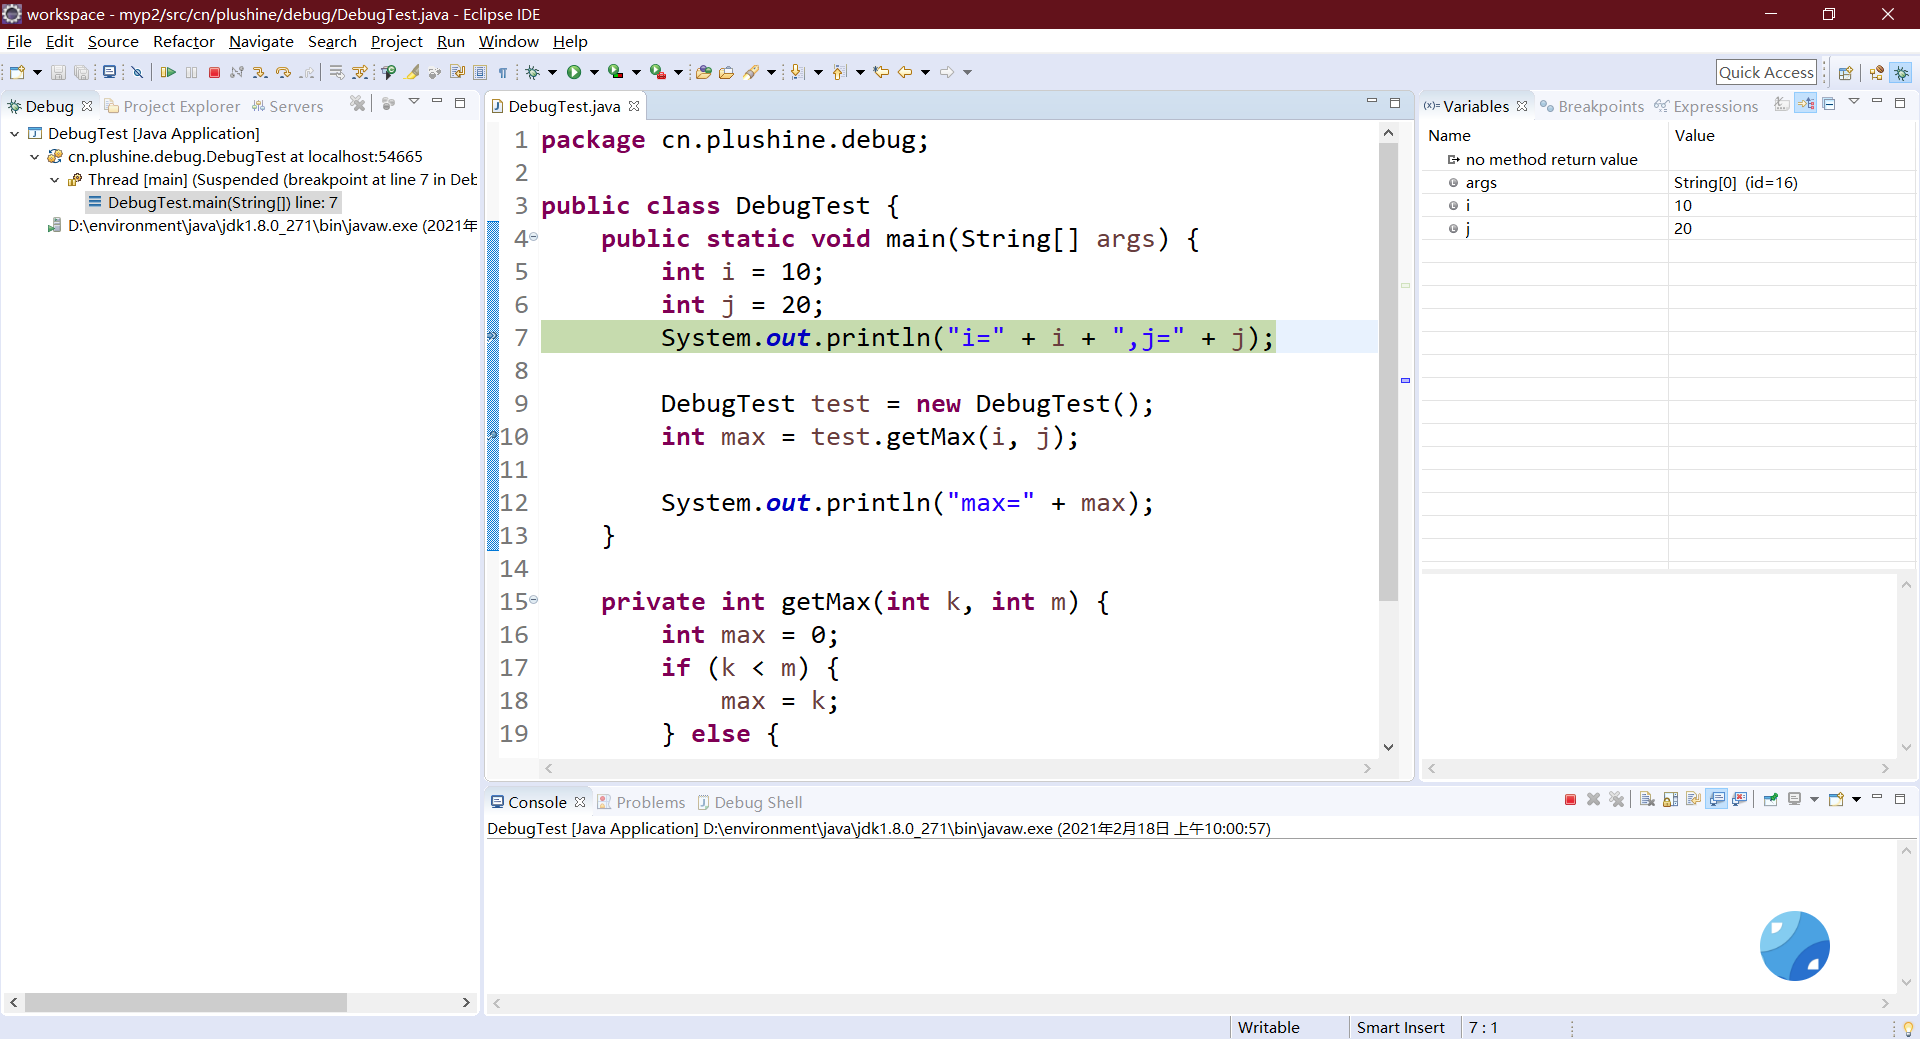 workspace - myp2/src/cn/plushine/debug/DebugTest.java - Eclipse IDE
File Edit Source Refactor Navigate Search Project Run Window Help
Quick Access
Debug Project Explorer Servers
DebugTest [Java Application]
cn.plushine.debug.DebugTest at localhost:54665
Thread [main] (Suspended (breakpoint at line 7 in Deb
DebugTest.main(String[]) line: 7
D:\environment\java\jdk1.8.0_271\bin\javaw.exe (2021年
DebugTest.java
1 package cn.plushine.debug;
2
3 public class DebugTest {
4 public static void main(String[] args) {
5 int i = 10;
6 int j = 20;
7 System.out.println("i=" + i + ",j=" + j);
8
9 DebugTest test = new DebugTest();
10 int max = test.getMax(i, j);
11
12 System.out.println("max=" + max);
13 }
14
15 private int getMax(int k, int m) {
16 int max = 0;
17 if (k < m) {
18 max = k;
19 } else {
(x)= Variables Breakpoints Expressions
Name Value
no method return value
args String[0] (id=16)
i 10
j 20
Console Problems Debug Shell
DebugTest [Java Application] D:\environment\java\jdk1.8.0_271\bin\javaw.exe (2021年2月18日 上午10:00:57)
Writable Smart Insert 7 : 1